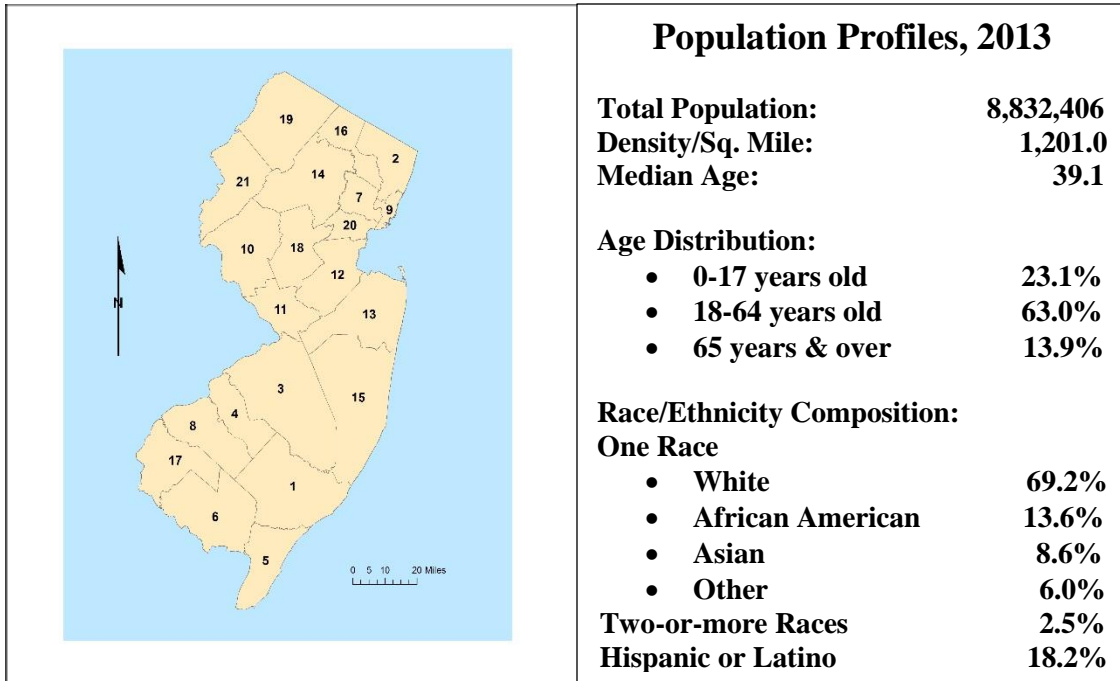 19
16
2
14
21
7
9
20
10
18
12
11
13
N
3
15
4
8
17
1
6
5
0 5 10 20 Miles
Population Profiles, 2013
Total Population: 8,832,406
Density/Sq. Mile: 1,201.0
Median Age: 39.1
Age Distribution:
• 0-17 years old 23.1%
• 18-64 years old 63.0%
• 65 years & over 13.9%
Race/Ethnicity Composition:
One Race
• White 69.2%
• African American 13.6%
• Asian 8.6%
• Other 6.0%
Two-or-more Races 2.5%
Hispanic or Latino 18.2%